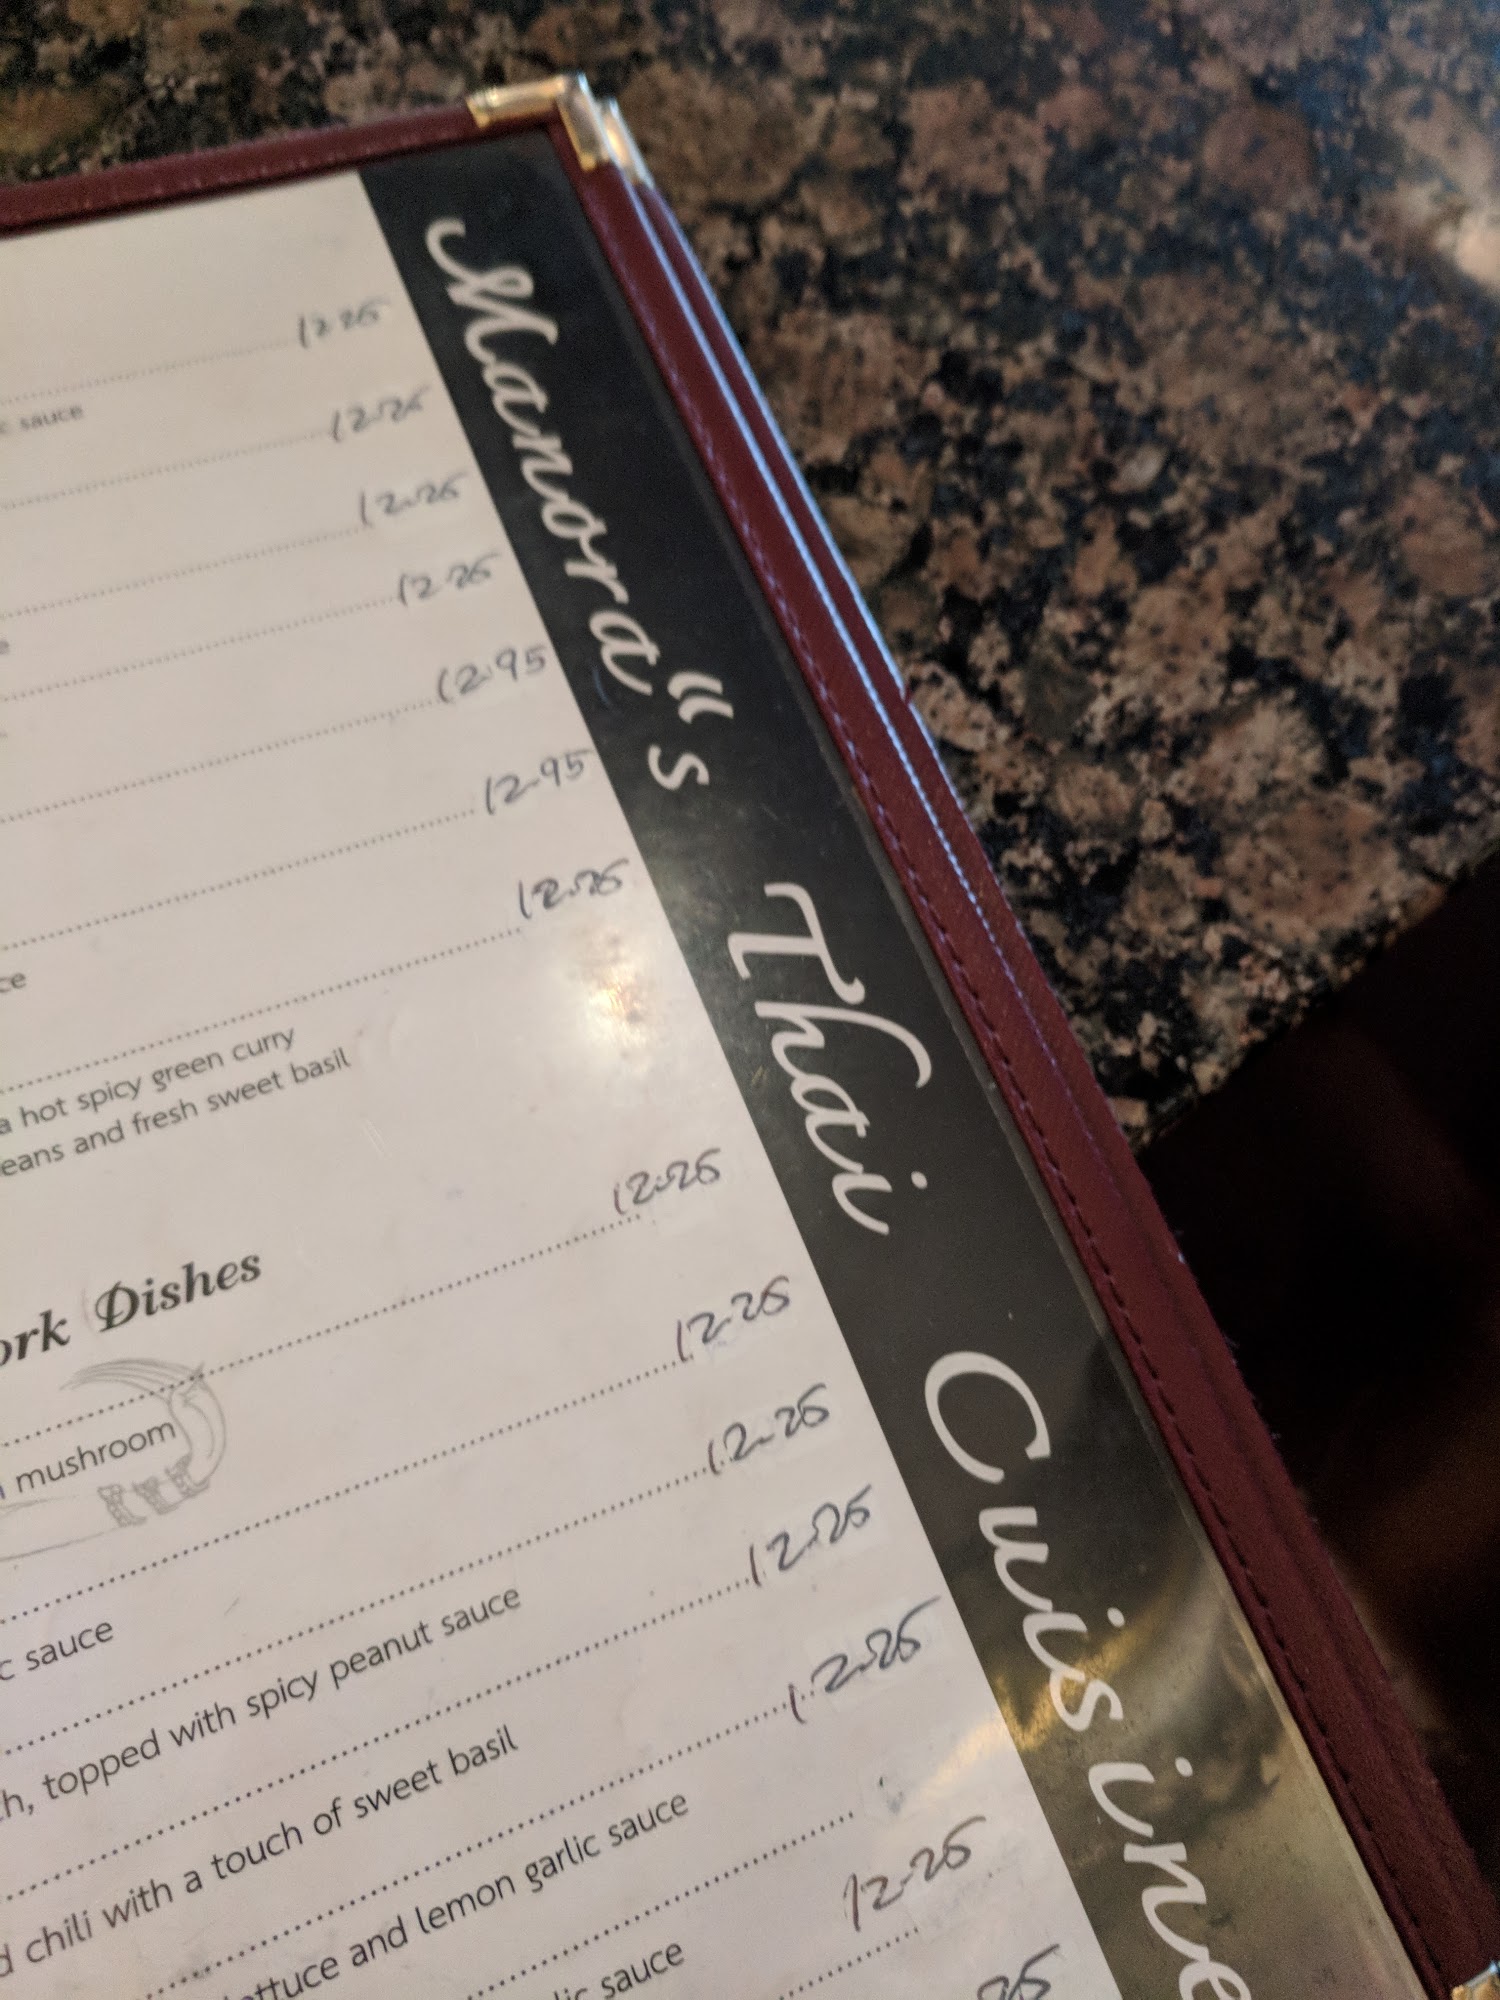 12.25
c sauce
12.25
12.25
12.25
12.95
12.95
ce
12.25
a hot spicy green curry
eans and fresh sweet basil
12.25
ork Dishes
mushroom
12.25
c sauce
12.25
ch, topped with spicy peanut sauce
12.25
d chili with a touch of sweet basil
12.25
ettuce and lemon garlic sauce
12.25
lic sauce
Manora"s Thai Cuisine